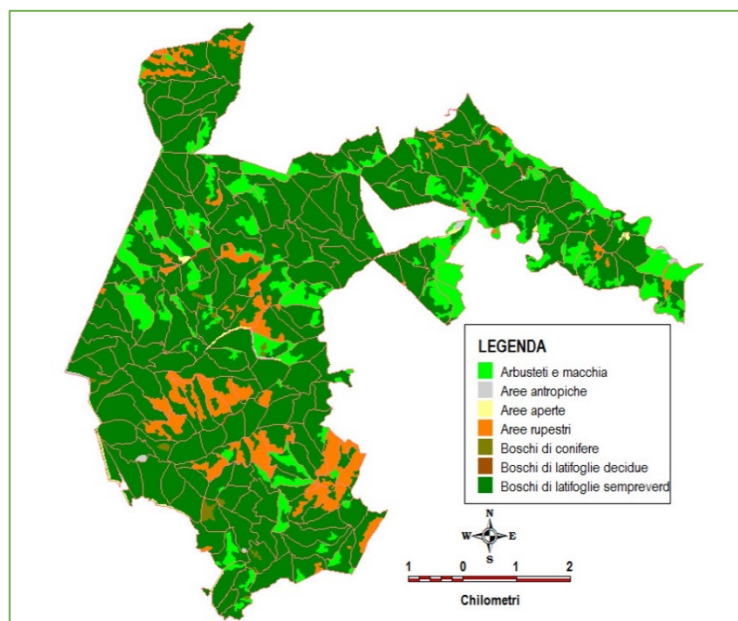 LEGENDA
Arbusteti e macchia
Aree antropiche
Aree aperte
Aree rupestri
Boschi di conifere
Boschi di latifoglie decidue
Boschi di latifoglie sempreverd
N
W E
S
1 0 1 2
Chilometri